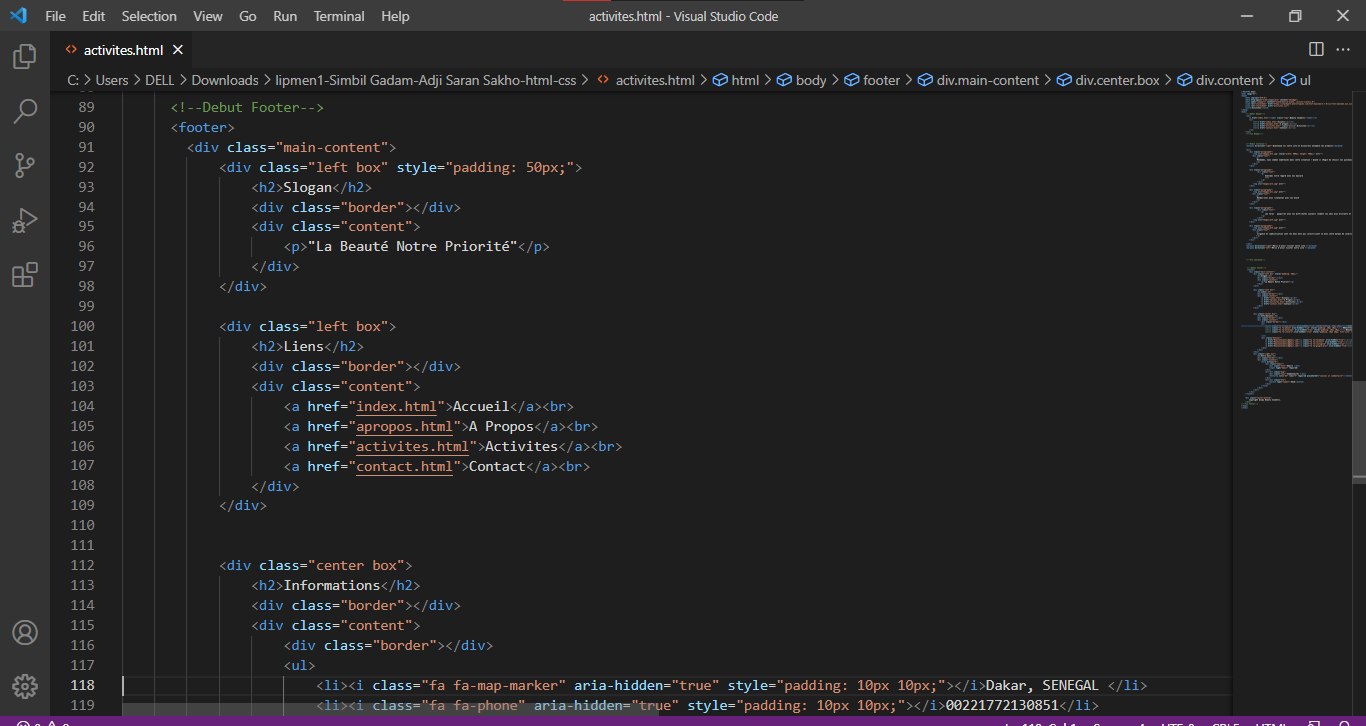 File Edit Selection View Go Run Terminal Help
activites.html - Visual Studio Code
activites.html
C: > Users > DELL > Downloads > lipmen1-Simbil Gadam-Adji Saran Sakho-html-css > activites.html > html > body > footer > div.main-content > div.center.box > div.content > ul
89 <!--Debut Footer-->
90 <footer>
91 <div class="main-content">
92 <div class="left box" style="padding: 50px;">
93 <h2>Slogan</h2>
94 <div class="border"></div>
95 <div class="content">
96 <p>"La Beauté Notre Priorité"</p>
97 </div>
98 </div>
99
100 <div class="left box">
101 <h2>Liens</h2>
102 <div class="border"></div>
103 <div class="content">
104 <a href="index.html">Accueil</a><br>
105 <a href="apropos.html">A Propos</a><br>
106 <a href="activites.html">Activites</a><br>
107 <a href="contact.html">Contact</a><br>
108 </div>
109 </div>
110
111
112 <div class="center box">
113 <h2>Informations</h2>
114 <div class="border"></div>
115 <div class="content">
116 <div class="border"></div>
117 <ul>
118 <li><i class="fa fa-map-marker" aria-hidden="true" style="padding: 10px 10px;"></i>Dakar, SENEGAL </li>
119 <li><i class="fa fa-phone" aria-hidden="true" style="padding: 10px 10px;"></i>00221772130851</li>